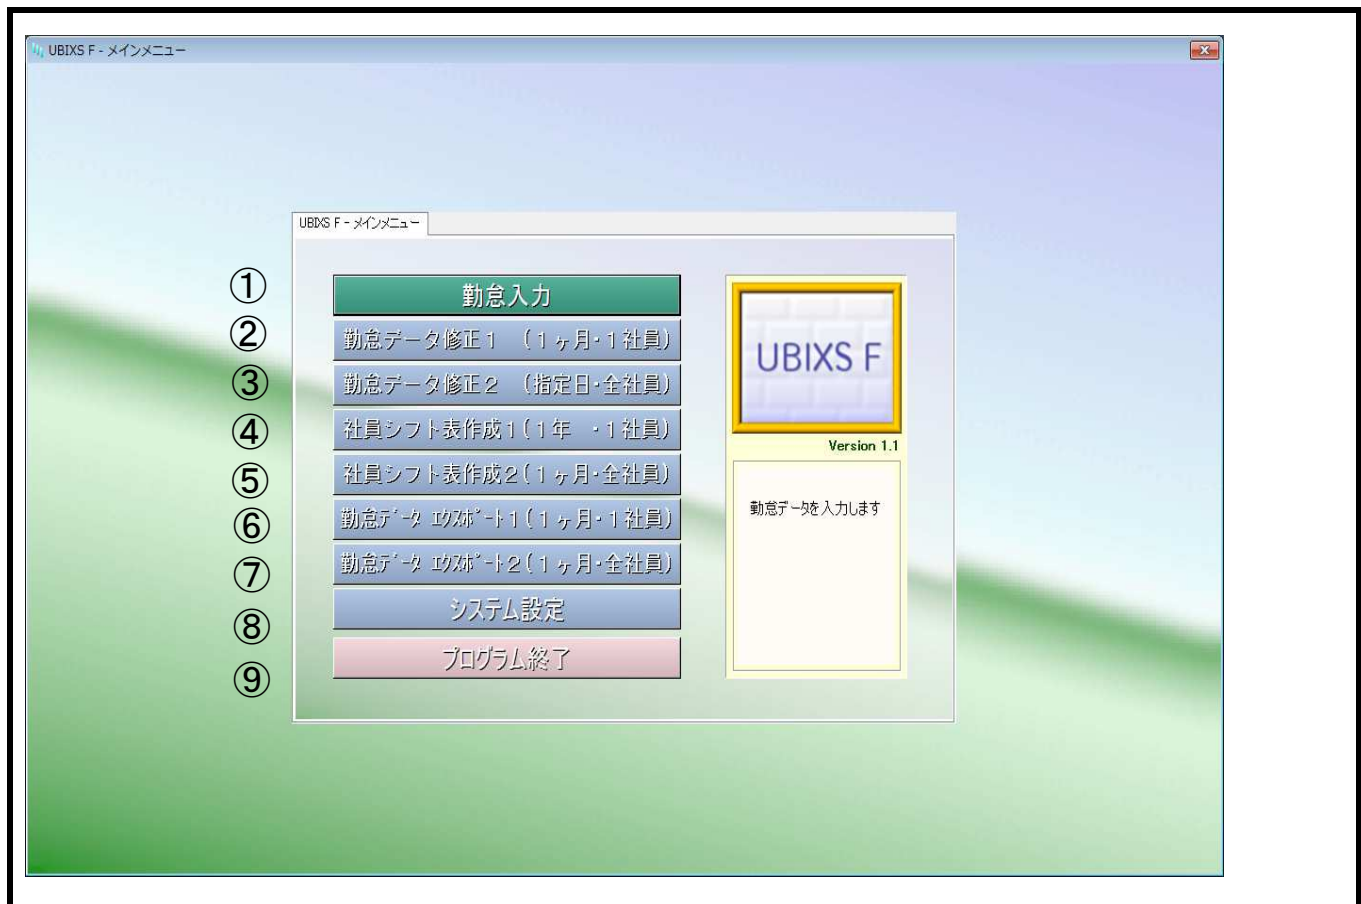 UBIXS F - メインメニュー
UBIXS F - メインメニュー
① 勤怠入力
② 勤怠データ修正１　（１ヶ月・１社員）
③ 勤怠データ修正２　（指定日・全社員）
④ 社員シフト表作成１（１年　・１社員）
⑤ 社員シフト表作成２（１ヶ月・全社員）
⑥ 勤怠ﾃﾞｰﾀ ｴｸｽﾎﾟｰﾄ１（１ヶ月・１社員）
⑦ 勤怠ﾃﾞｰﾀ ｴｸｽﾎﾟｰﾄ２（１ヶ月・全社員）
⑧ システム設定
⑨ プログラム終了
UBIXS F
Version 1.1
勤怠データを入力します